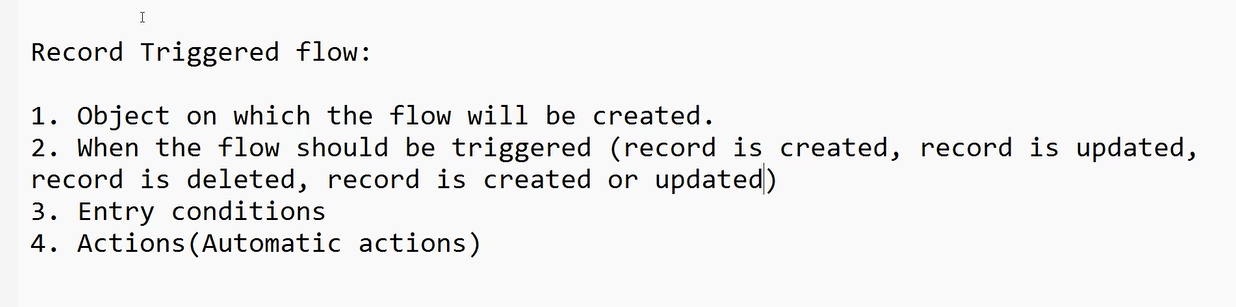 Record Triggered flow:
1. Object on which the flow will be created.
2. When the flow should be triggered (record is created, record is updated,
record is deleted, record is created or updated)
3. Entry conditions
4. Actions(Automatic actions)